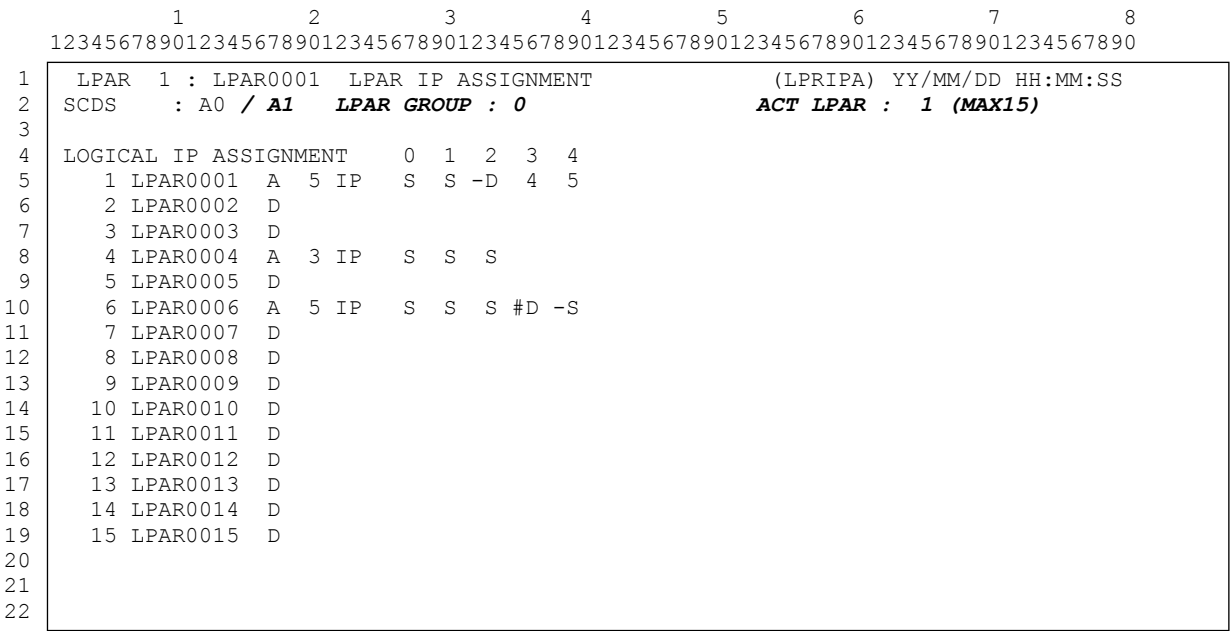 1         2         3         4         5         6         7         8
12345678901234567890123456789012345678901234567890123456789012345678901234567890
1   LPAR  1 : LPAR0001  LPAR IP ASSIGNMENT             (LPRIPA) YY/MM/DD HH:MM:SS
2  SCDS    : A0 / A1   LPAR GROUP : 0                 ACT LPAR :  1 (MAX15)
3
4  LOGICAL IP ASSIGNMENT    0  1  2  3  4
5     1 LPAR0001  A  5 IP   S  S -D  4  5
6     2 LPAR0002  D
7     3 LPAR0003  D
8     4 LPAR0004  A  3 IP   S  S  S
9     5 LPAR0005  D
10    6 LPAR0006  A  5 IP   S  S  S #D -S
11    7 LPAR0007  D
12    8 LPAR0008  D
13    9 LPAR0009  D
14   10 LPAR0010  D
15   11 LPAR0011  D
16   12 LPAR0012  D
17   13 LPAR0013  D
18   14 LPAR0014  D
19   15 LPAR0015  D
20
21
22